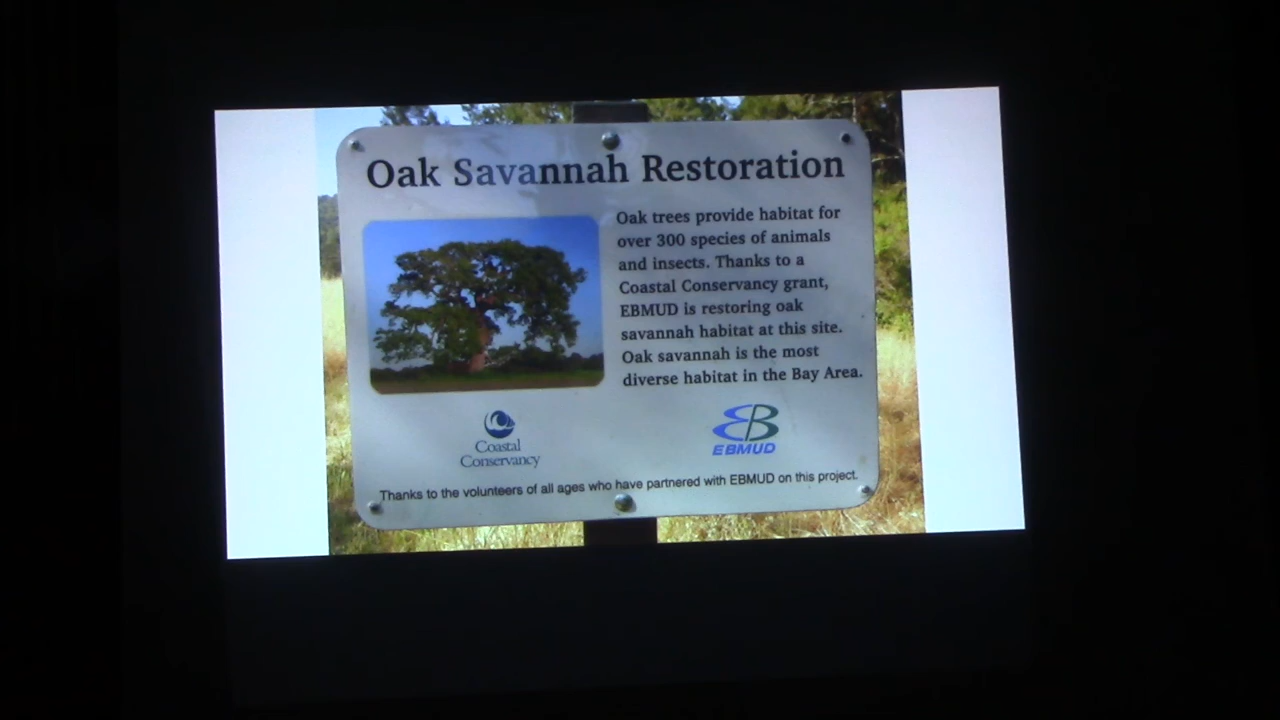 Oak Savannah Restoration
Oak trees provide habitat for
over 300 species of animals
and insects. Thanks to a
Coastal Conservancy grant,
EBMUD is restoring oak
savannah habitat at this site.
Oak savannah is the most
diverse habitat in the Bay Area.
Coastal
Conservancy
EBMUD
Thanks to the volunteers of all ages who have partnered with EBMUD on this project.